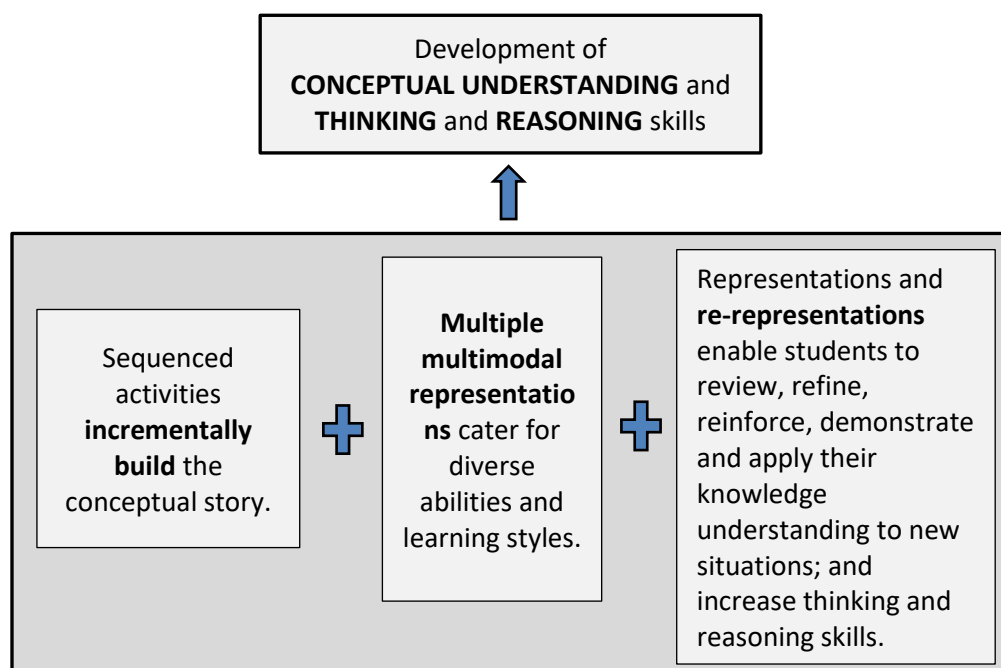 Development of
CONCEPTUAL UNDERSTANDING and
THINKING and REASONING skills
Sequenced
activities
incrementally
build the
conceptual story.
Multiple
multimodal
representatio
ns cater for
diverse
abilities and
learning styles.
Representations and
re-representations
enable students to
review, refine,
reinforce, demonstrate
and apply their
knowledge
understanding to new
situations; and
increase thinking and
reasoning skills.